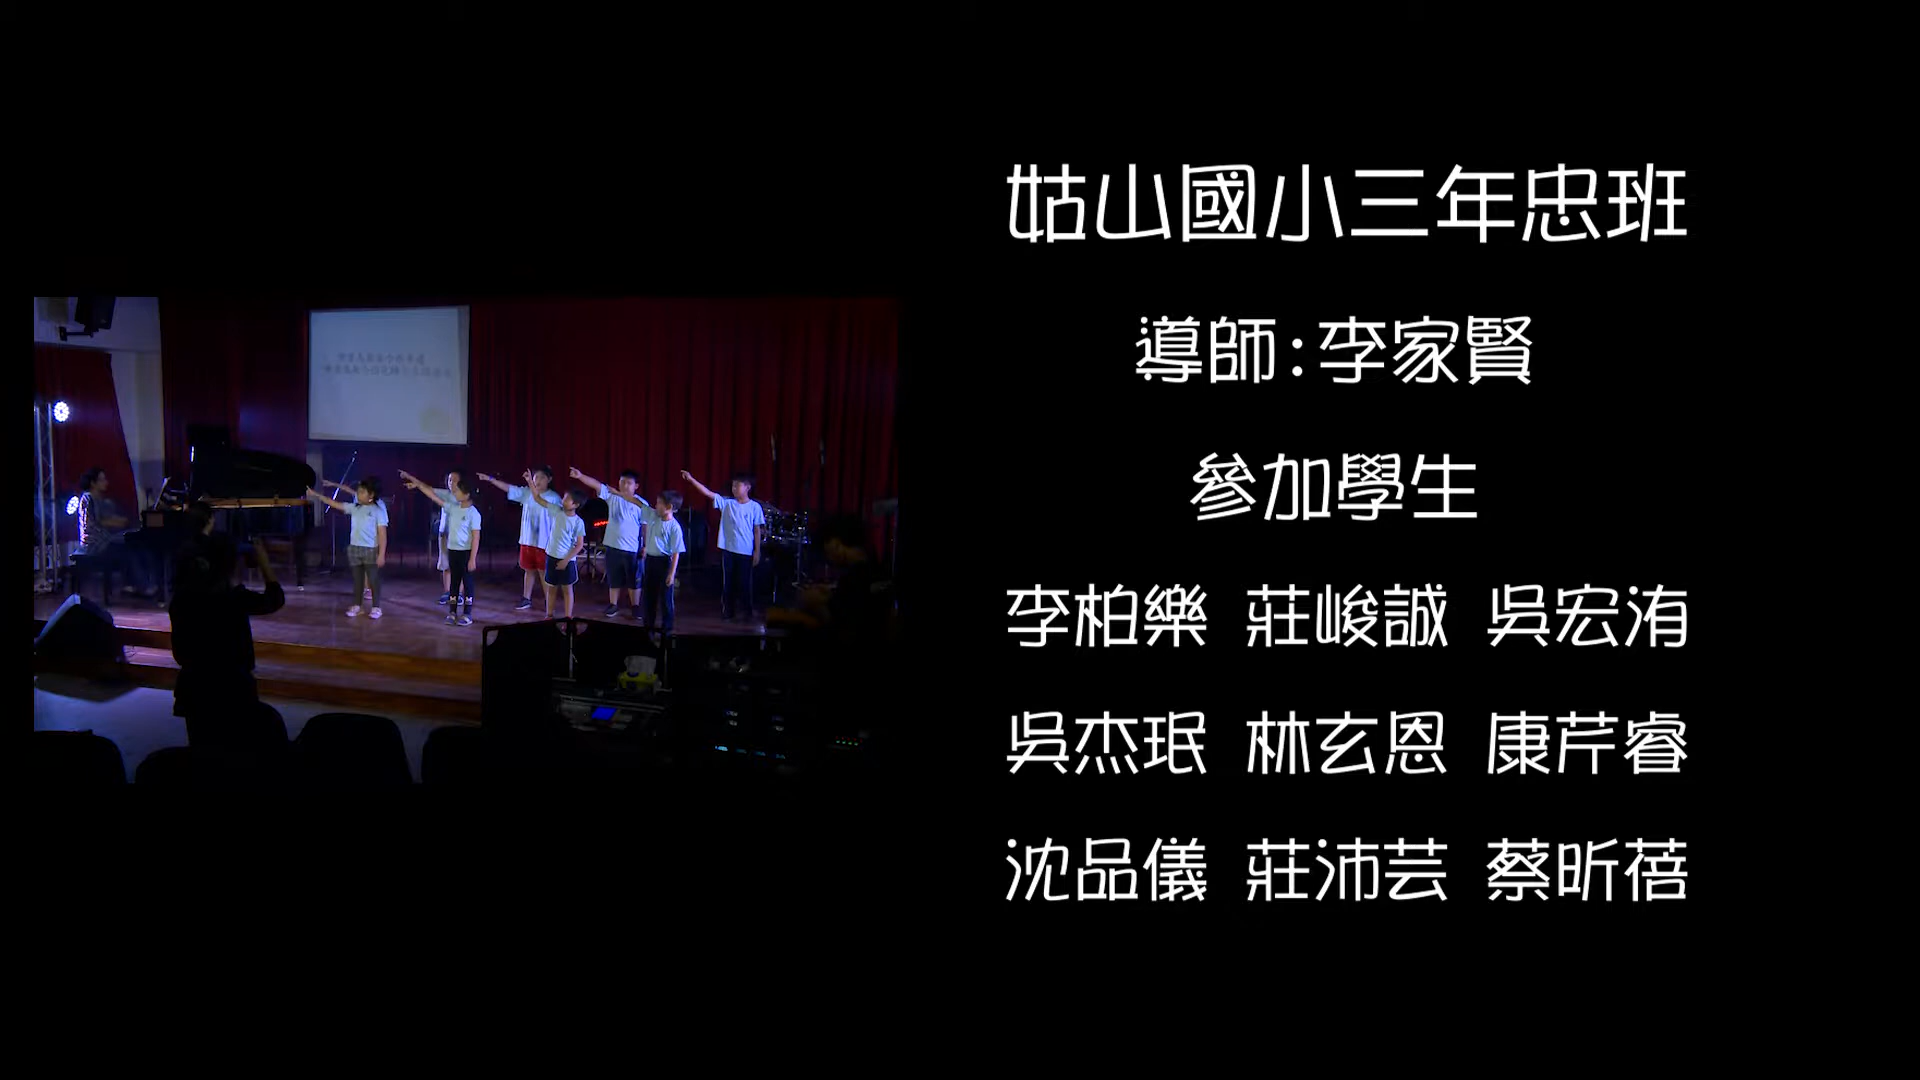 姑山國小三年忠班
導師:李家賢
參加學生
李柏樂 莊峻誠 吳宏洧
吳杰珉 林玄恩 康芹睿
沈品儀 莊沛芸 蔡昕蓓